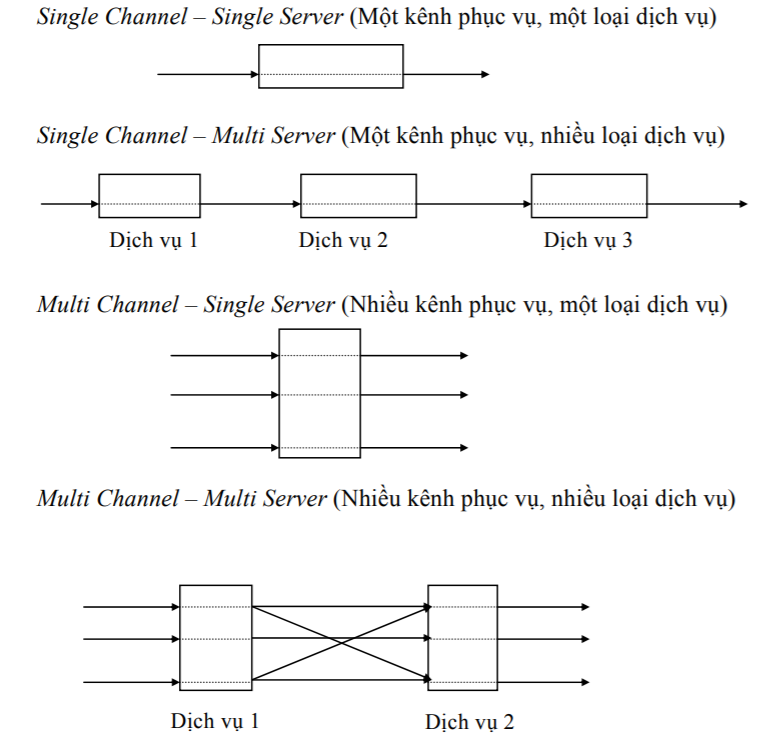 Single Channel – Single Server (Một kênh phục vụ, một loại dịch vụ)
Single Channel – Multi Server (Một kênh phục vụ, nhiều loại dịch vụ)
Dịch vụ 1 Dịch vụ 2 Dịch vụ 3
Multi Channel – Single Server (Nhiều kênh phục vụ, một loại dịch vụ)
Multi Channel – Multi Server (Nhiều kênh phục vụ, nhiều loại dịch vụ)
Dịch vụ 1 Dịch vụ 2